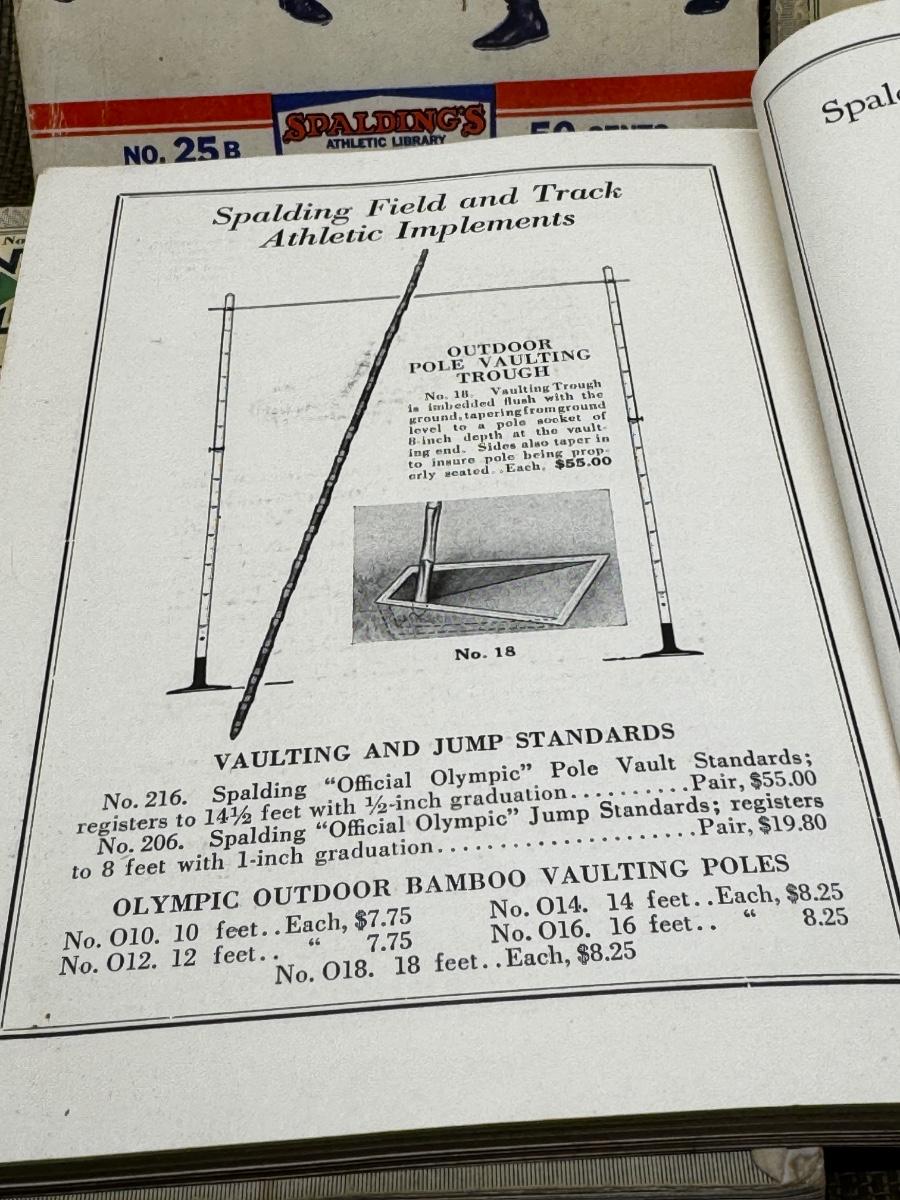 SPALDING'S
ATHLETIC LIBRARY
NO. 25B
Spalding Field and Track
Athletic Implements
OUTDOOR
POLE VAULTING
TROUGH
No. 18. Vaulting Trough
is imbedded flush with the
ground, tapering from ground
level to a pole socket of
8-inch depth at the vault-
ing end. Sides also taper in
to insure pole being prop-
erly seated. .Each, $55.00
No. 18
VAULTING AND JUMP STANDARDS
No. 216. Spalding “Official Olympic” Pole Vault Standards;
registers to 14½ feet with ½-inch graduation..........Pair, $55.00
No. 206. Spalding “Official Olympic” Jump Standards; registers
to 8 feet with 1-inch graduation....................Pair, $19.80
OLYMPIC OUTDOOR BAMBOO VAULTING POLES
No. O10. 10 feet..Each, $7.75 No. O14. 14 feet..Each, $8.25
No. O12. 12 feet.. “ 7.75 No. O16. 16 feet.. “ 8.25
No. O18. 18 feet..Each, $8.25